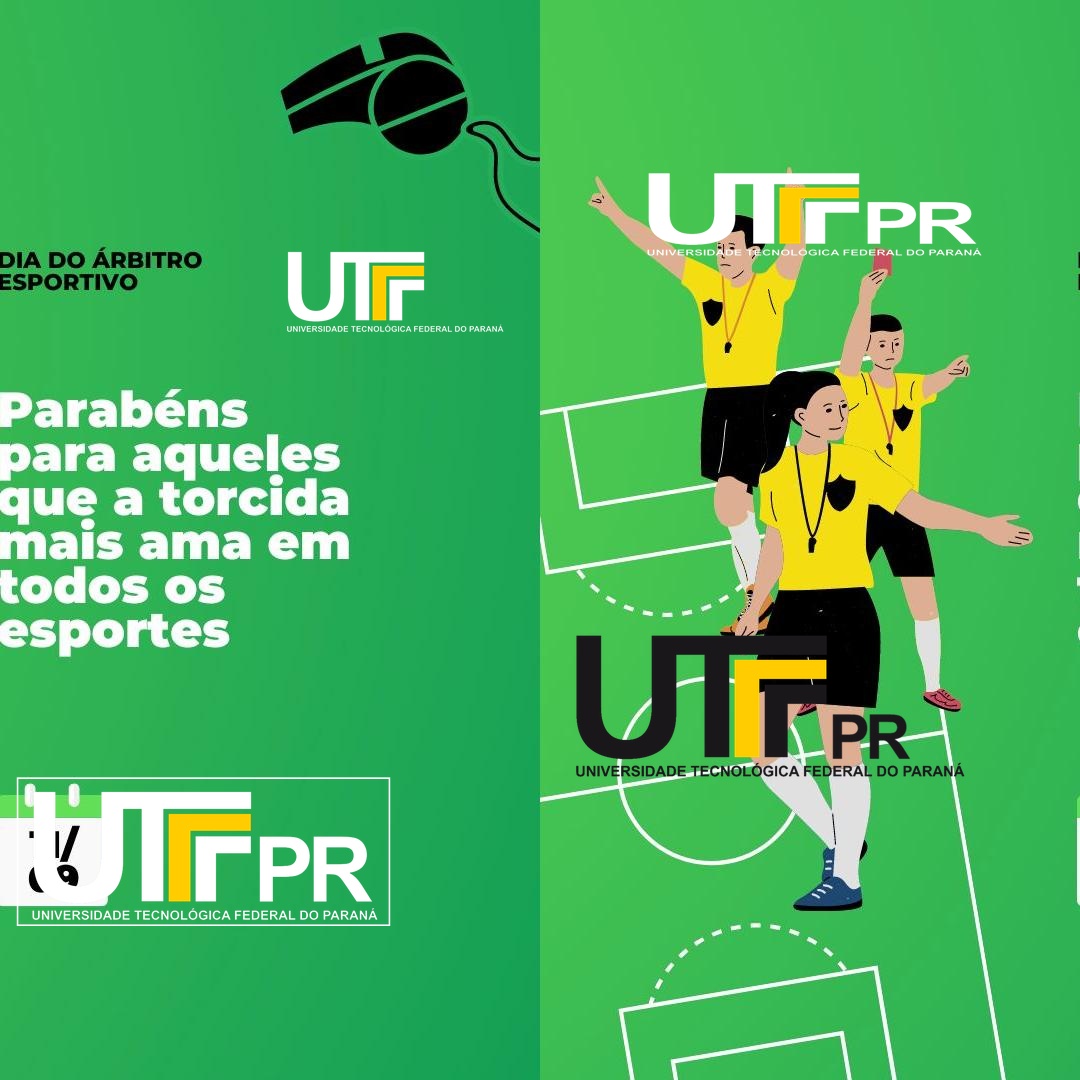 DIA DO ÁRBITRO
ESPORTIVO
UTF
UNIVERSIDADE TECNOLÓGICA FEDERAL DO PARANÁ
Parabéns
para aqueles
que a torcida
mais ama em
todos os
esportes
UTFPR
UNIVERSIDADE TECNOLÓGICA FEDERAL DO PARANÁ
UTFPR
UNIVERSIDADE TECNOLÓGICA FEDERAL DO PARANÁ
UTFPR
UNIVERSIDADE TECNOLÓGICA FEDERAL DO PARANÁ